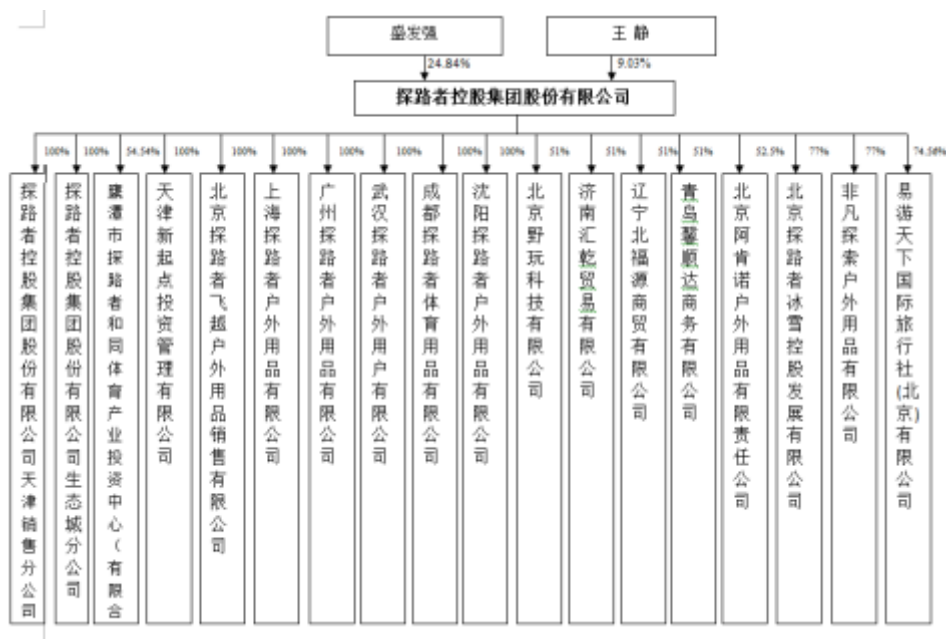 盛发强
王静
24.84%
9.03%
探路者控股集团股份有限公司
100%
100%
54.54%
100%
100%
100%
100%
100%
100%
100%
51%
51%
51%
51%
52.5%
77%
77%
74.56%
探路者控股集团股份有限公司天津销售分公司
探路者控股集团股份有限公司生态城分公司
鹰潭市探路者和同体育产业投资中心（有限合
天津新起点投资管理有限公司
北京探路者飞越户外用品销售有限公司
上海探路者户外用品有限公司
广州探路者户外用品有限公司
武汉探路者户外用户有限公司
成都探路者体育用品有限公司
沈阳探路者户外用品有限公司
北京野玩科技有限公司
济南汇乾贸易有限公司
辽宁北福源商贸有限公司
青岛馨顺达商务有限公司
北京阿肯诺户外用品有限责任公司
北京探路者冰雪控股发展有限公司
非凡探索户外用品有限公司
易游天下国际旅行社(北京)有限公司